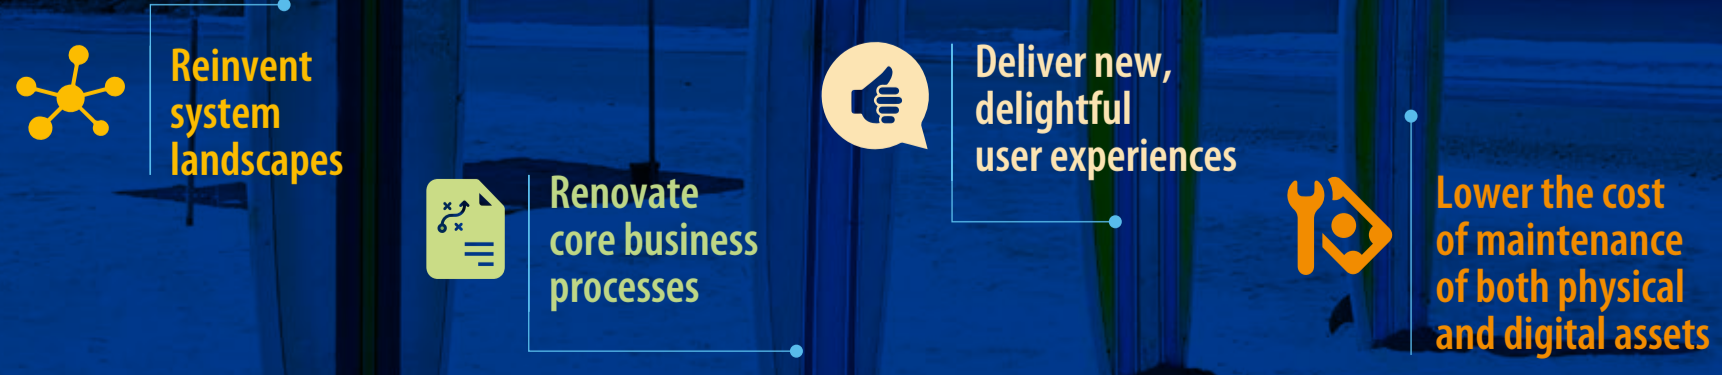 Reinvent
system
landscapes
Renovate
core business
processes
Deliver new,
delightful
user experiences
Lower the cost
of maintenance
of both physical
and digital assets